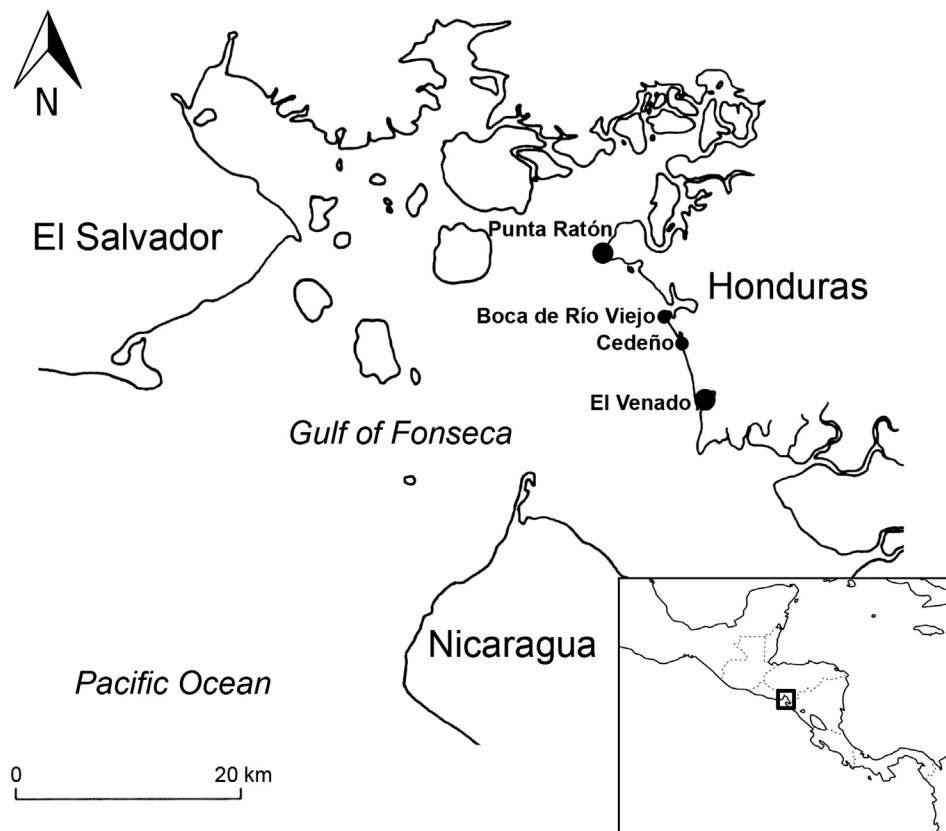 N
El Salvador
Punta Ratón
Honduras
Boca de Río Viejo
Cedeño
El Venado
Gulf of Fonseca
Nicaragua
Pacific Ocean
0 20 km